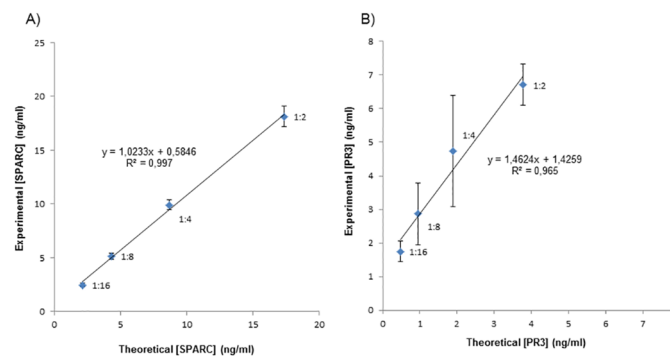 A)
25
20
15
10
5
0
Experimental [SPARC] (ng/ml)
y = 1,0233x + 0,5846
R² = 0,997
1:2
1:4
1:8
1:16
0 5 10 15 20
Theoretical [SPARC] (ng/ml)
B)
8
7
6
5
4
3
2
1
0
Experimental [PR3] (ng/ml)
1:2
1:4
y = 1,4624x + 1,4259
R² = 0,965
1:8
1:16
0 1 2 3 4 5 6 7
Theoretical [PR3] (ng/ml)